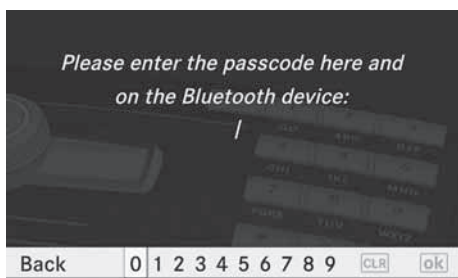 Please enter the passcode here and
on the Bluetooth device:
Back 0 1 2 3 4 5 6 7 8 9 CLR ok